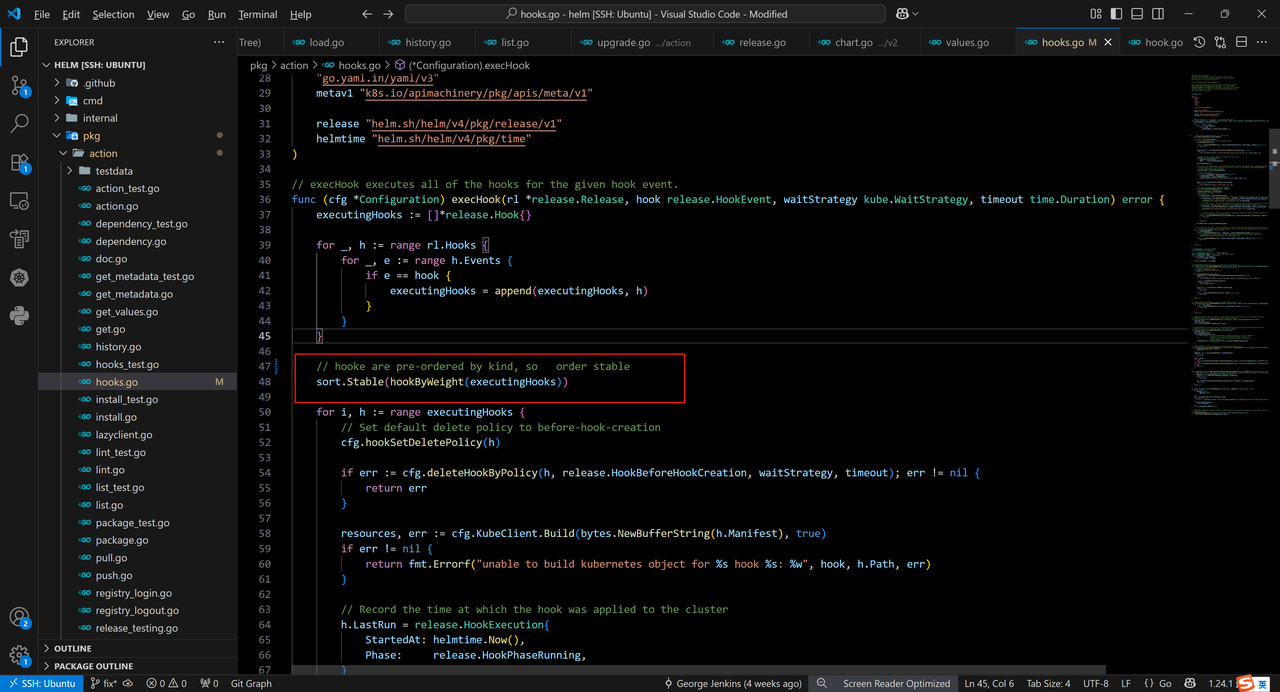 File Edit Selection View Go Run Terminal Help
hooks.go - helm [SSH: Ubuntu] - Visual Studio Code - Modified
EXPLORER
Tree)
load.go
history.go
list.go
upgrade.go .../action
release.go
chart.go .../v2
values.go
hooks.go M
hook.go
HELM [SSH: UBUNTU]
.github
cmd
internal
pkg
action
testdata
action_test.go
action.go
dependency_test.go
dependency.go
doc.go
get_metadata_test.go
get_metadata.go
get_values.go
get.go
history.go
hooks_test.go
hooks.go M
install_test.go
install.go
lazyclient.go
lint_test.go
lint.go
list_test.go
list.go
package_test.go
package.go
pull.go
push.go
registry_login.go
registry_logout.go
release_testing.go
OUTLINE
PACKAGE OUTLINE
1
1
2
1
pkg > action > hooks.go > (*Configuration).execHook
28 "go.yaml.in/yaml/v3"
29 metav1 "k8s.io/apimachinery/pkg/apis/meta/v1"
30
31 release "helm.sh/helm/v4/pkg/release/v1"
32 helmtime "helm.sh/helm/v4/pkg/time"
33 )
34
35 // execHook executes all of the hooks for the given hook event.
36 func (cfg *Configuration) execHook(rl *release.Release, hook release.HookEvent, waitStrategy kube.WaitStrategy, timeout time.Duration) error {
37 executingHooks := []*release.Hook{}
38
39 for _, h := range rl.Hooks {
40 for _, e := range h.Events {
41 if e == hook {
42 executingHooks = append(executingHooks, h)
43 }
44 }
45 }
46
47 // hooke are pre-ordered by kind, so   order stable
48 sort.Stable(hookByWeight(executingHooks))
49
50 for i, h := range executingHooks {
51 // Set default delete policy to before-hook-creation
52 cfg.hookSetDeletePolicy(h)
53
54 if err := cfg.deleteHookByPolicy(h, release.HookBeforeHookCreation, waitStrategy, timeout); err != nil {
55 return err
56 }
57
58 resources, err := cfg.KubeClient.Build(bytes.NewBufferString(h.Manifest), true)
59 if err != nil {
60 return fmt.Errorf("unable to build kubernetes object for %s hook %s: %w", hook, h.Path, err)
61 }
62
63 // Record the time at which the hook was applied to the cluster
64 h.LastRun = release.HookExecution{
65 StartedAt: helmtime.Now(),
66 Phase: release.HookPhaseRunning,
67 }
SSH: Ubuntu fix* 0 0 0 Git Graph George Jenkins (4 weeks ago) Screen Reader Optimized Ln 45, Col 6 Tab Size: 4 UTF-8 LF {} Go 1.24.1 S 英